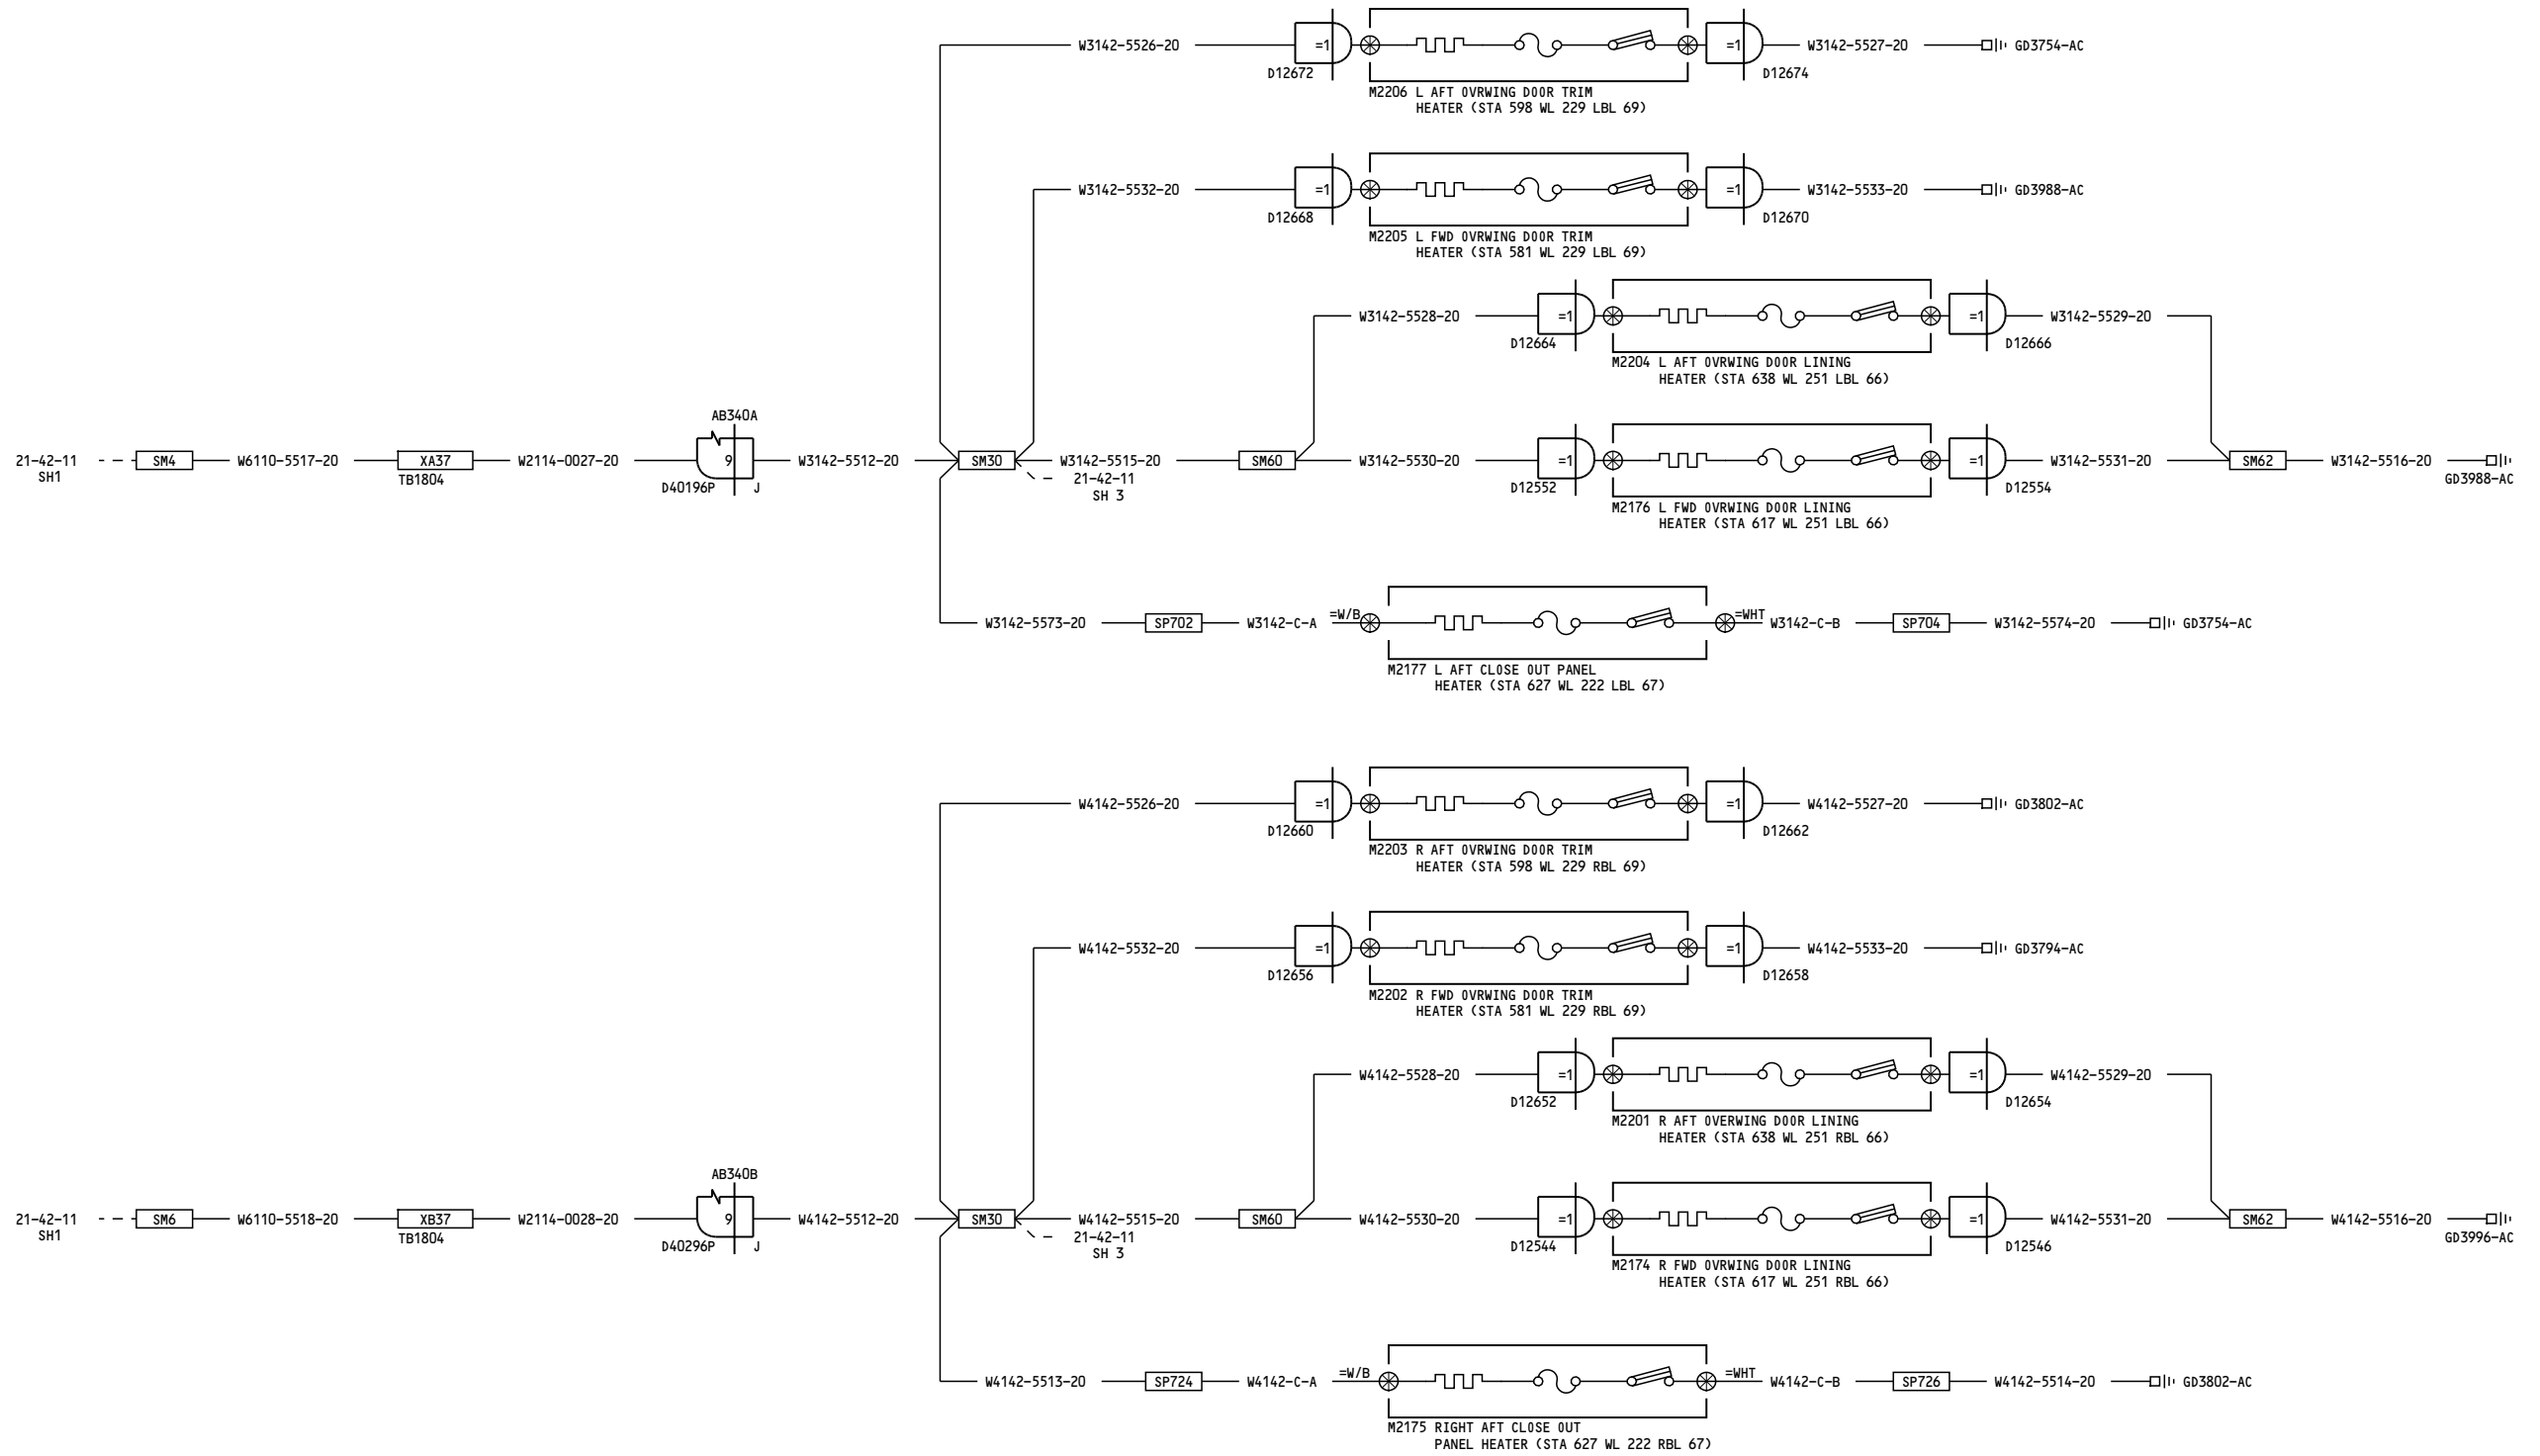 W3142-5526-20 =1 =1 W3142-5527-20 GD3754-AC
D12672 D12674
M2206 L AFT OVRWING DOOR TRIM
HEATER (STA 598 WL 229 LBL 69)
W3142-5532-20 =1 =1 W3142-5533-20 GD3988-AC
D12668 D12670
M2205 L FWD OVRWING DOOR TRIM
HEATER (STA 581 WL 229 LBL 69)
W3142-5528-20 =1 =1 W3142-5529-20
D12664 D12666
M2204 L AFT OVRWING DOOR LINING
HEATER (STA 638 WL 251 LBL 66)
AB340A
21-42-11 SM4 W6110-5517-20 XA37 W2114-0027-20 9 W3142-5512-20 SM30 W3142-5515-20 SM60 W3142-5530-20 =1 =1 W3142-5531-20 SM62 W3142-5516-20
SH1 TB1804 D40196P J 21-42-11 D12552 D12554 GD3988-AC
SH 3
M2176 L FWD OVRWING DOOR LINING
HEATER (STA 617 WL 251 LBL 66)
W3142-5573-20 SP702 W3142-C-A =W/B =WHT W3142-C-B SP704 W3142-5574-20 GD3754-AC
M2177 L AFT CLOSE OUT PANEL
HEATER (STA 627 WL 222 LBL 67)
W4142-5526-20 =1 =1 W4142-5527-20 GD3802-AC
D12660 D12662
M2203 R AFT OVRWING DOOR TRIM
HEATER (STA 598 WL 229 RBL 69)
W4142-5532-20 =1 =1 W4142-5533-20 GD3794-AC
D12656 D12658
M2202 R FWD OVRWING DOOR TRIM
HEATER (STA 581 WL 229 RBL 69)
W4142-5528-20 =1 =1 W4142-5529-20
D12652 D12654
M2201 R AFT OVERWING DOOR LINING
HEATER (STA 638 WL 251 RBL 66)
AB340B
21-42-11 SM6 W6110-5518-20 XB37 W2114-0028-20 9 W4142-5512-20 SM30 W4142-5515-20 SM60 W4142-5530-20 =1 =1 W4142-5531-20 SM62 W4142-5516-20
SH1 TB1804 D40296P J 21-42-11 D12544 D12546 GD3996-AC
SH 3
M2174 R FWD OVRWING DOOR LINING
HEATER (STA 617 WL 251 RBL 66)
W4142-5513-20 SP724 W4142-C-A =W/B =WHT W4142-C-B SP726 W4142-5514-20 GD3802-AC
M2175 RIGHT AFT CLOSE OUT
PANEL HEATER (STA 627 WL 222 RBL 67)